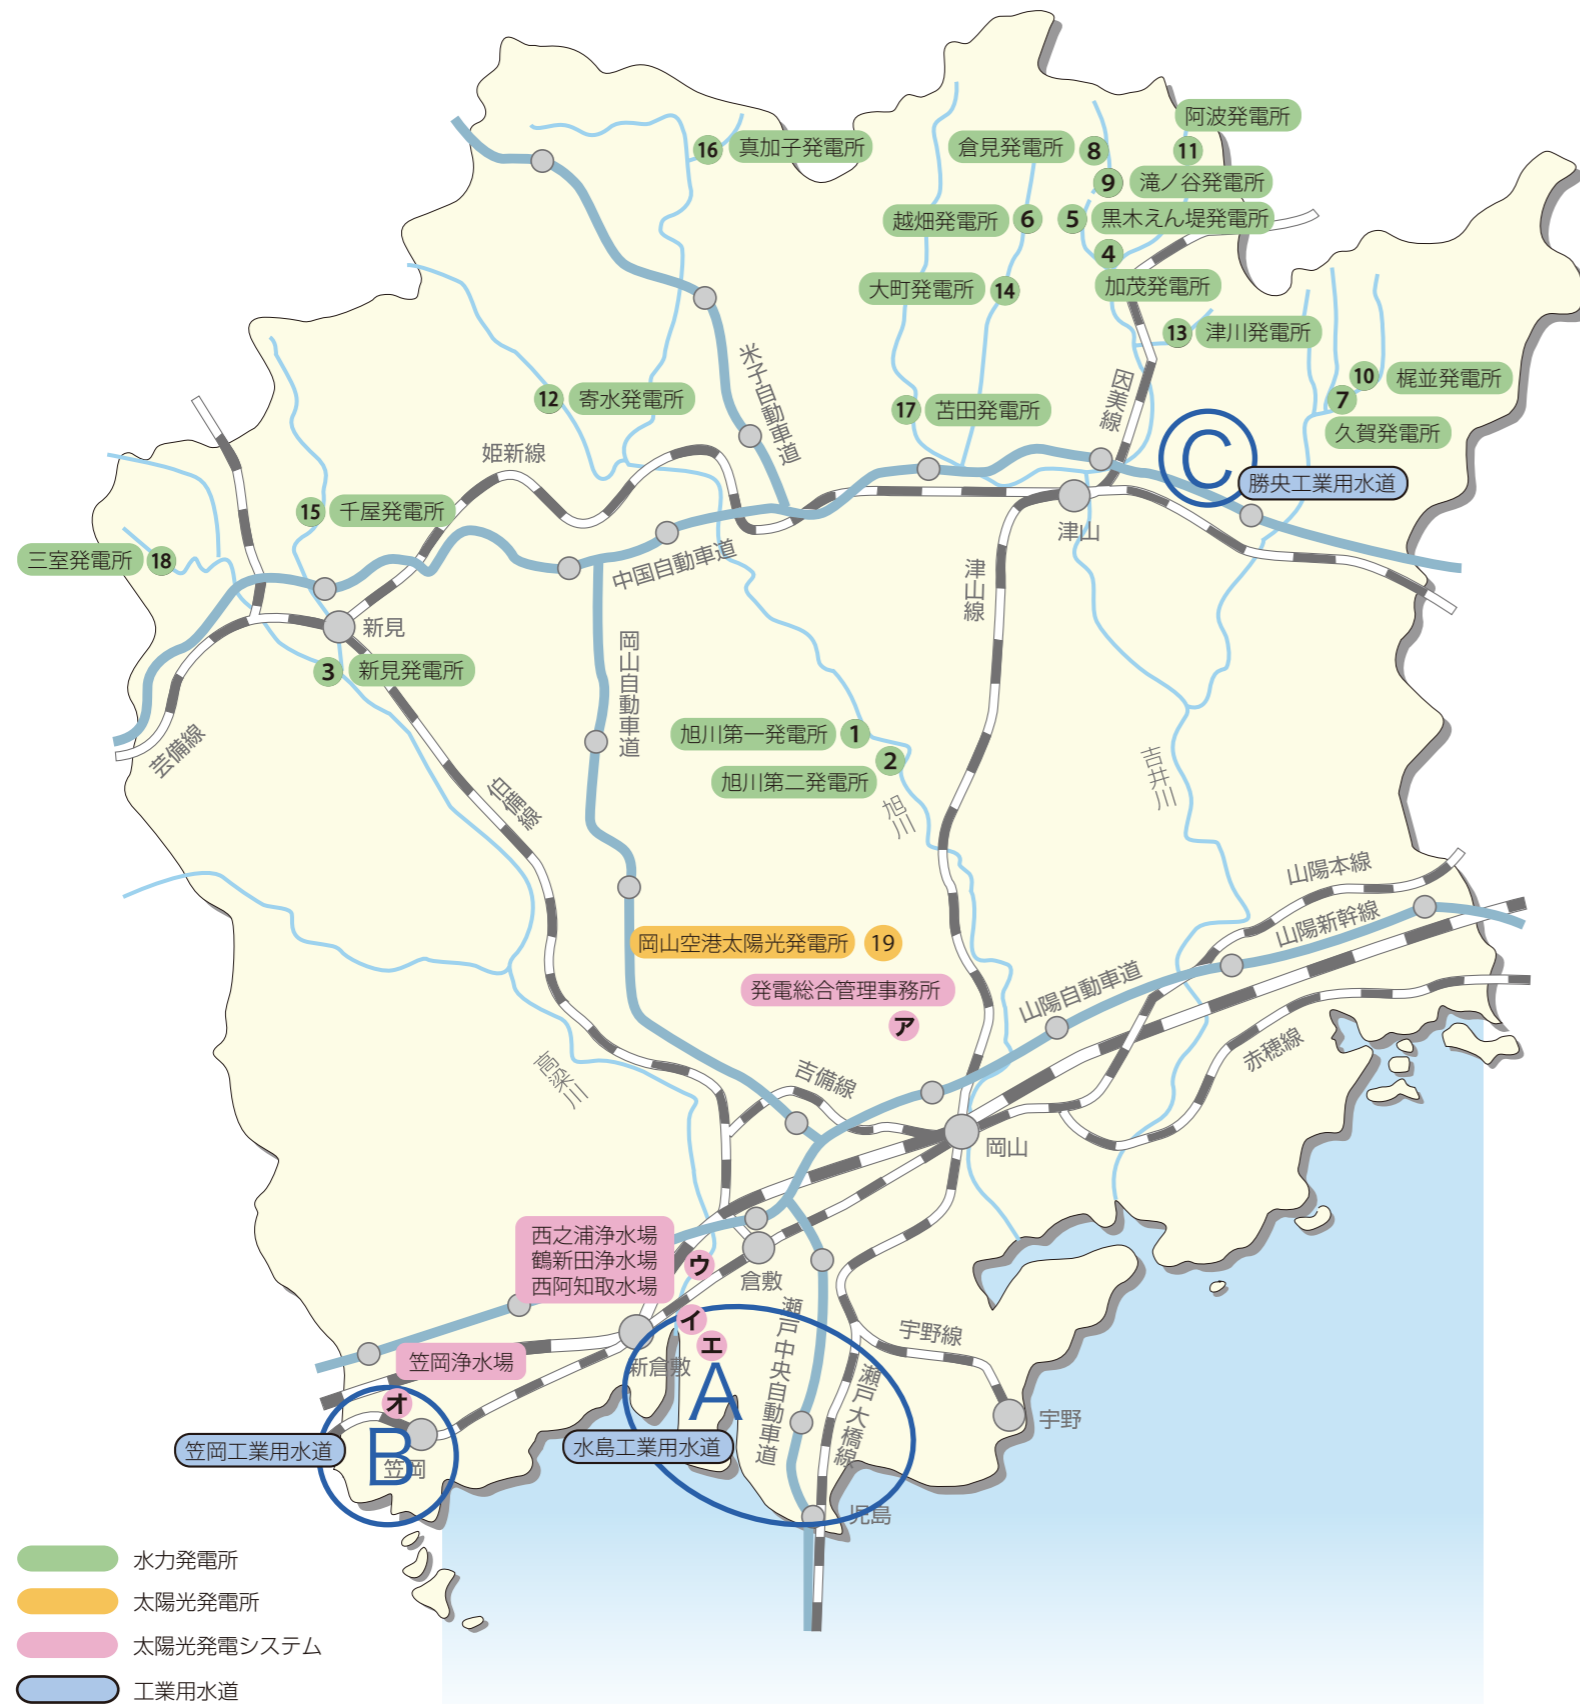 阿波発電所
11
16
真加子発電所
倉見発電所
8
9
滝ノ谷発電所
越畑発電所
6
5
黒木えん堤発電所
4
加茂発電所
大町発電所
14
13
津川発電所
米子自動車道
因美線
12
寄水発電所
17
苫田発電所
10
梶並発電所
7
久賀発電所
C
勝央工業用水道
姫新線
15
千屋発電所
津山
三室発電所
18
中国自動車道
津山線
新見
3
新見発電所
岡山自動車道
芸備線
旭川第一発電所
1
2
旭川第二発電所
旭川
吉井川
伯備線
山陽本線
山陽新幹線
岡山空港太陽光発電所
19
発電総合管理事務所
ア
山陽自動車道
赤穂線
高梁川
吉備線
岡山
西之浦浄水場
鶴新田浄水場
西阿知取水場
ウ
倉敷
イ
エ
新倉敷
A
瀬戸中央自動車道
瀬戸大橋線
宇野線
宇野
笠岡浄水場
オ
B
笠岡
笠岡工業用水道
水島工業用水道
児島
水力発電所
太陽光発電所
太陽光発電システム
工業用水道